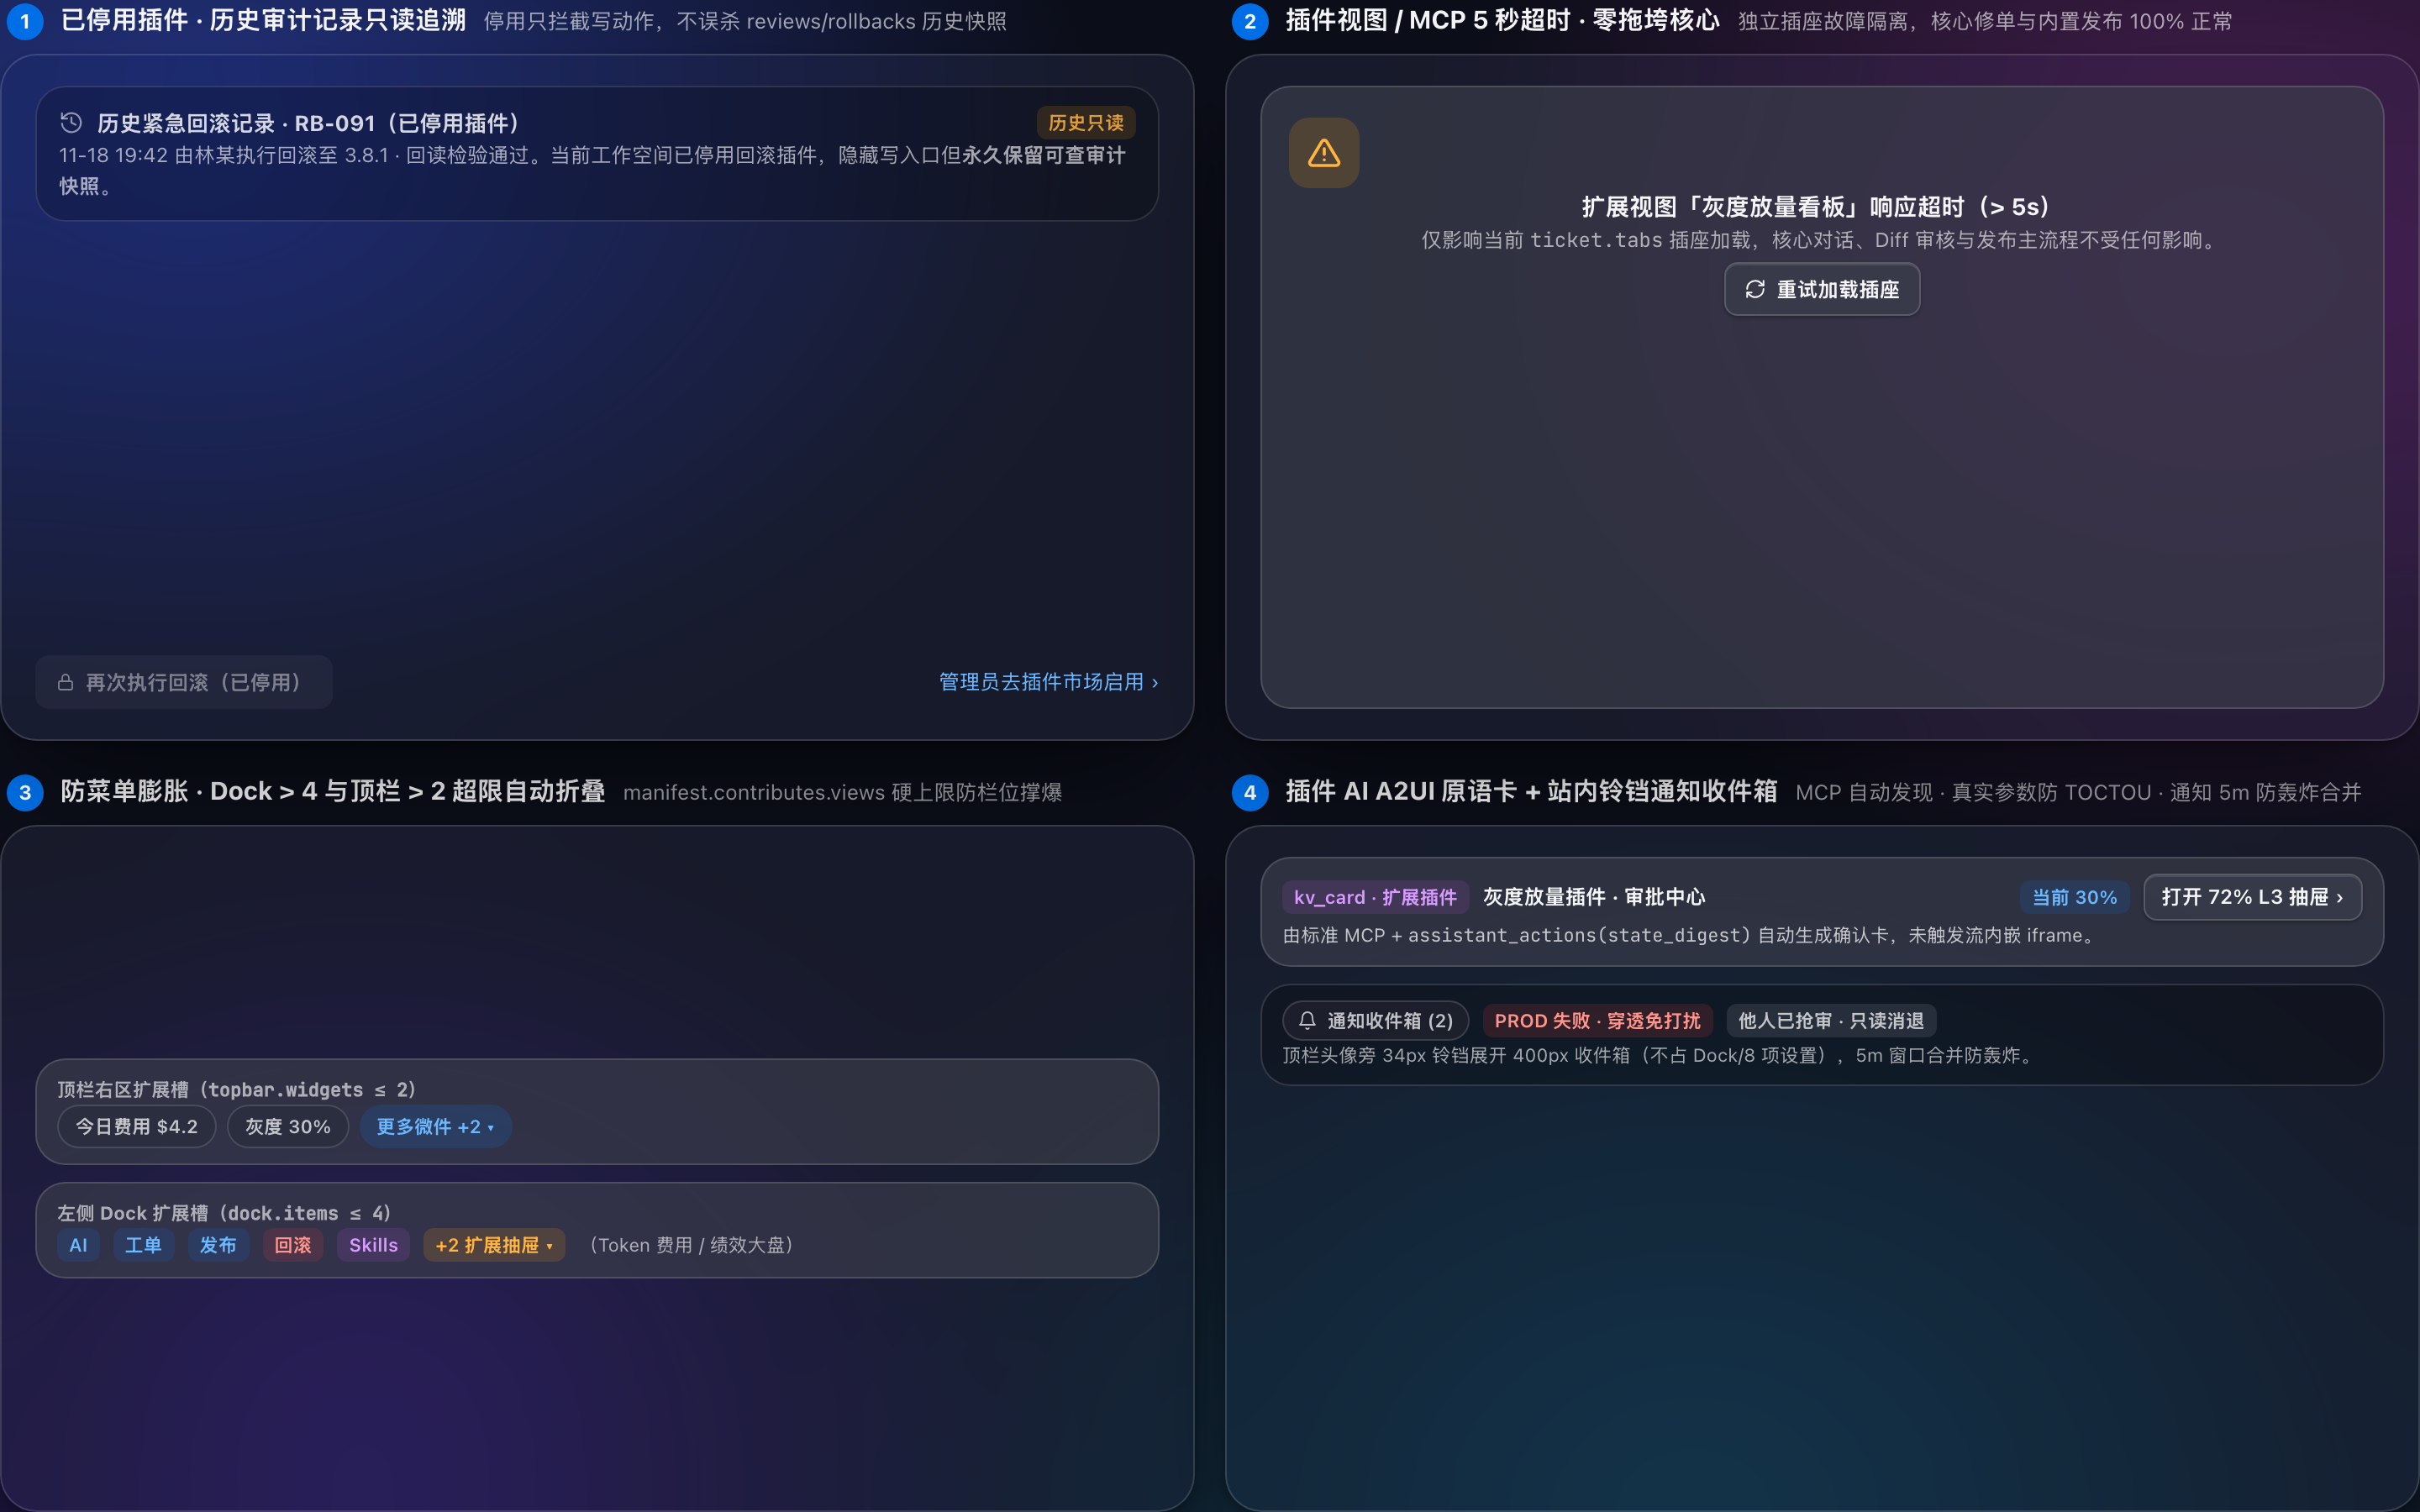 1 已停用插件 · 历史审计记录只读追溯 停用只拦截写动作，不误杀 reviews/rollbacks 历史快照
历史紧急回滚记录 · RB-091（已停用插件） 历史只读
11-18 19:42 由林某执行回滚至 3.8.1 · 回读检验通过。当前工作空间已停用回滚插件，隐藏写入口但永久保留可查审计
快照。
再次执行回滚（已停用） 管理员去插件市场启用 ›
2 插件视图 / MCP 5 秒超时 · 零拖垮核心 独立插座故障隔离，核心修单与内置发布 100% 正常
扩展视图「灰度放量看板」响应超时（> 5s）
仅影响当前 ticket.tabs 插座加载，核心对话、Diff 审核与发布主流程不受任何影响。
重试加载插座
3 防菜单膨胀 · Dock > 4 与顶栏 > 2 超限自动折叠 manifest.contributes.views 硬上限防栏位撑爆
顶栏右区扩展槽（topbar.widgets ≤ 2）
今日费用 $4.2 灰度 30% 更多微件 +2 ▾
左侧 Dock 扩展槽（dock.items ≤ 4）
AI 工单 发布 回滚 Skills +2 扩展抽屉 ▾ （Token 费用 / 绩效大盘）
4 插件 AI A2UI 原语卡 + 站内铃铛通知收件箱 MCP 自动发现 · 真实参数防 TOCTOU · 通知 5m 防轰炸合并
kv_card · 扩展插件 灰度放量插件 · 审批中心 当前 30% 打开 72% L3 抽屉 ›
由标准 MCP + assistant_actions(state_digest) 自动生成确认卡，未触发流内嵌 iframe。
通知收件箱 (2) PROD 失败 · 穿透免打扰 他人已抢审 · 只读消退
顶栏头像旁 34px 铃铛展开 400px 收件箱（不占 Dock/8 项设置），5m 窗口合并防轰炸。